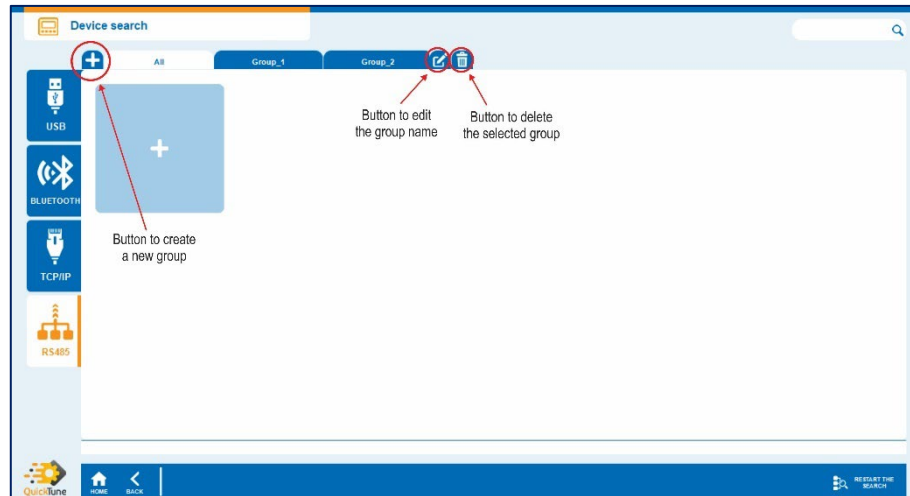 Device search
All
Group_1
Group_2
Button to edit
the group name
Button to delete
the selected group
USB
BLUETOOTH
Button to create
a new group
TCP/IP
RS485
QuickTune
HOME
BACK
RESTART THE
SEARCH